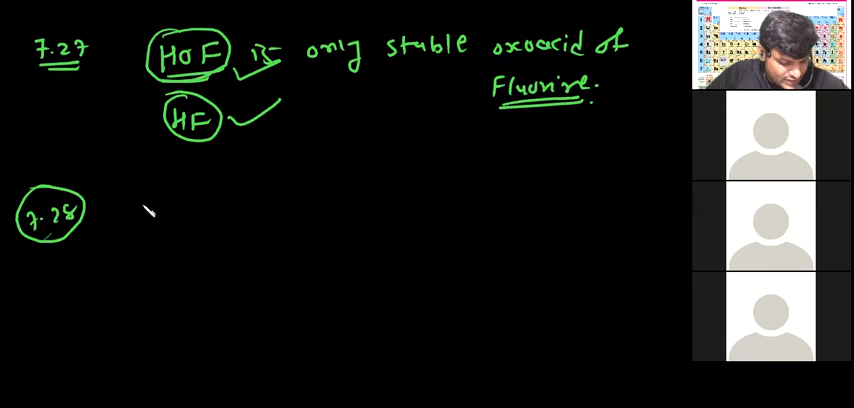 7.27 HOF is only stable oxoacid of
Fluorine.
HF
7.28